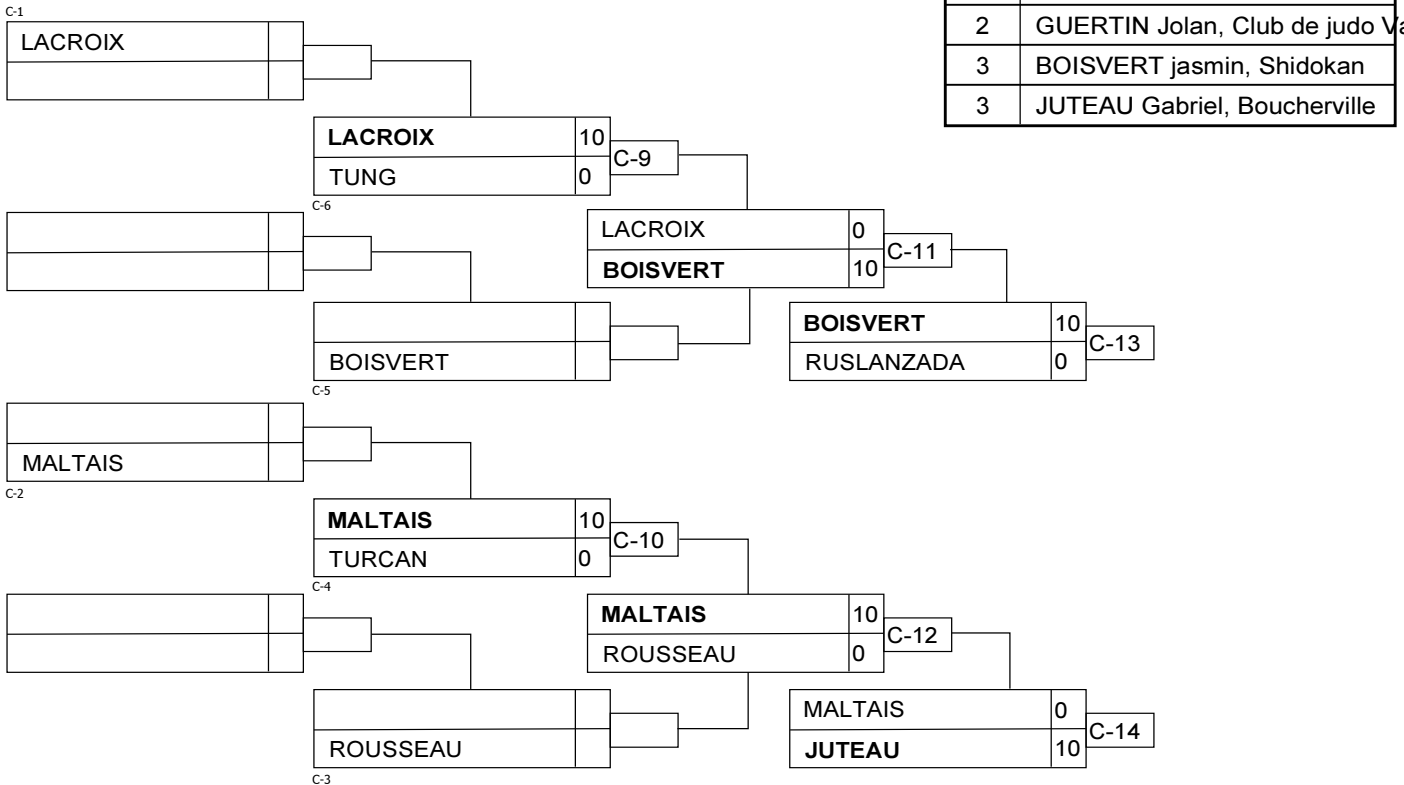 C-1
LACROIX
2 GUERTIN Jolan, Club de judo Va
3 BOISVERT jasmin, Shidokan
3 JUTEAU Gabriel, Boucherville
LACROIX 10
C-9
TUNG 0
C-6
LACROIX 0
C-11
BOISVERT 10
BOISVERT
C-5
BOISVERT 10
C-13
RUSLANZADA 0
MALTAIS
C-2
MALTAIS 10
C-10
TURCAN 0
C-4
MALTAIS 10
C-12
ROUSSEAU 0
ROUSSEAU
C-3
MALTAIS 0
C-14
JUTEAU 10